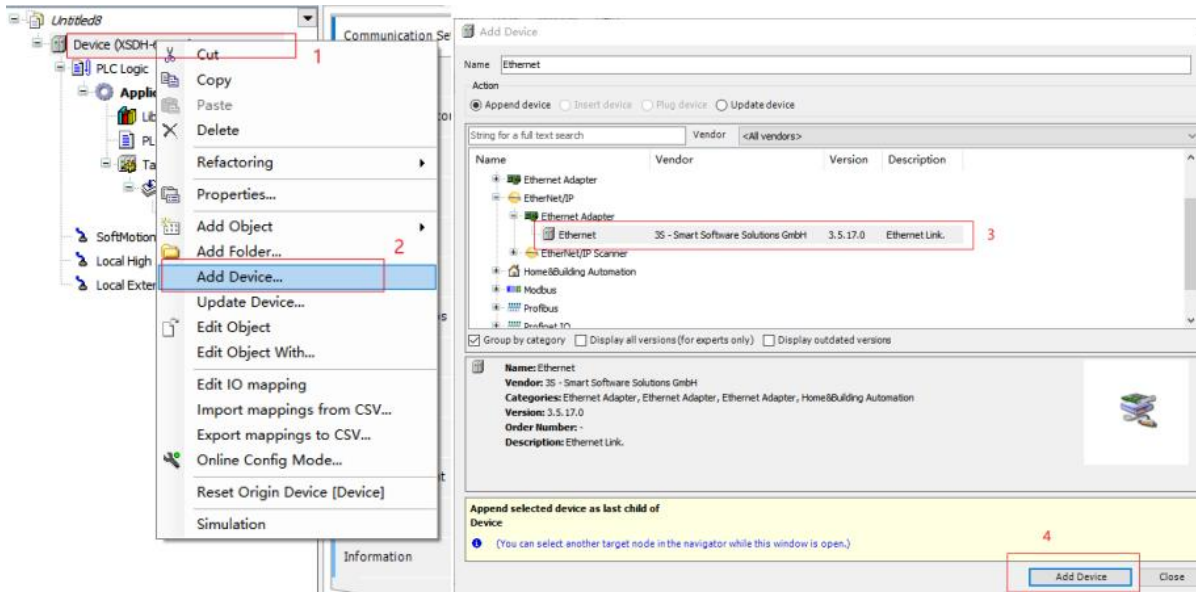 Untitled8
Device (XSDH-
1
PLC Logic
Applic
Lib
PL
Ta
SoftMotion
Local High
Local Exter
Cut
Copy
Paste
Delete
Refactoring
Properties...
Add Object
Add Folder...
2
Add Device...
Update Device...
Edit Object
Edit Object With...
Edit IO mapping
Import mappings from CSV...
Export mappings to CSV...
Online Config Mode...
Reset Origin Device [Device]
Simulation
Communication Se
Information
Add Device
Name Ethernet
Action
Append device Insert device Plug device Update device
String for a full text search Vendor <All vendors>
Name Vendor Version Description
Ethernet Adapter
EtherNet/IP
Ethernet Adapter
Ethernet 3S - Smart Software Solutions GmbH 3.5.17.0 Ethernet Link. 3
EtherNet/IP Scanner
Home&Building Automation
Modbus
Profibus
Profinet IO
Group by category Display all versions (for experts only) Display outdated versions
Name: Ethernet
Vendor: 3S - Smart Software Solutions GmbH
Categories: Ethernet Adapter, Ethernet Adapter, Ethernet Adapter, Home&Building Automation
Version: 3.5.17.0
Order Number: -
Description: Ethernet Link.
Append selected device as last child of
Device
(You can select another target node in the navigator while this window is open.)
4
Add Device Close